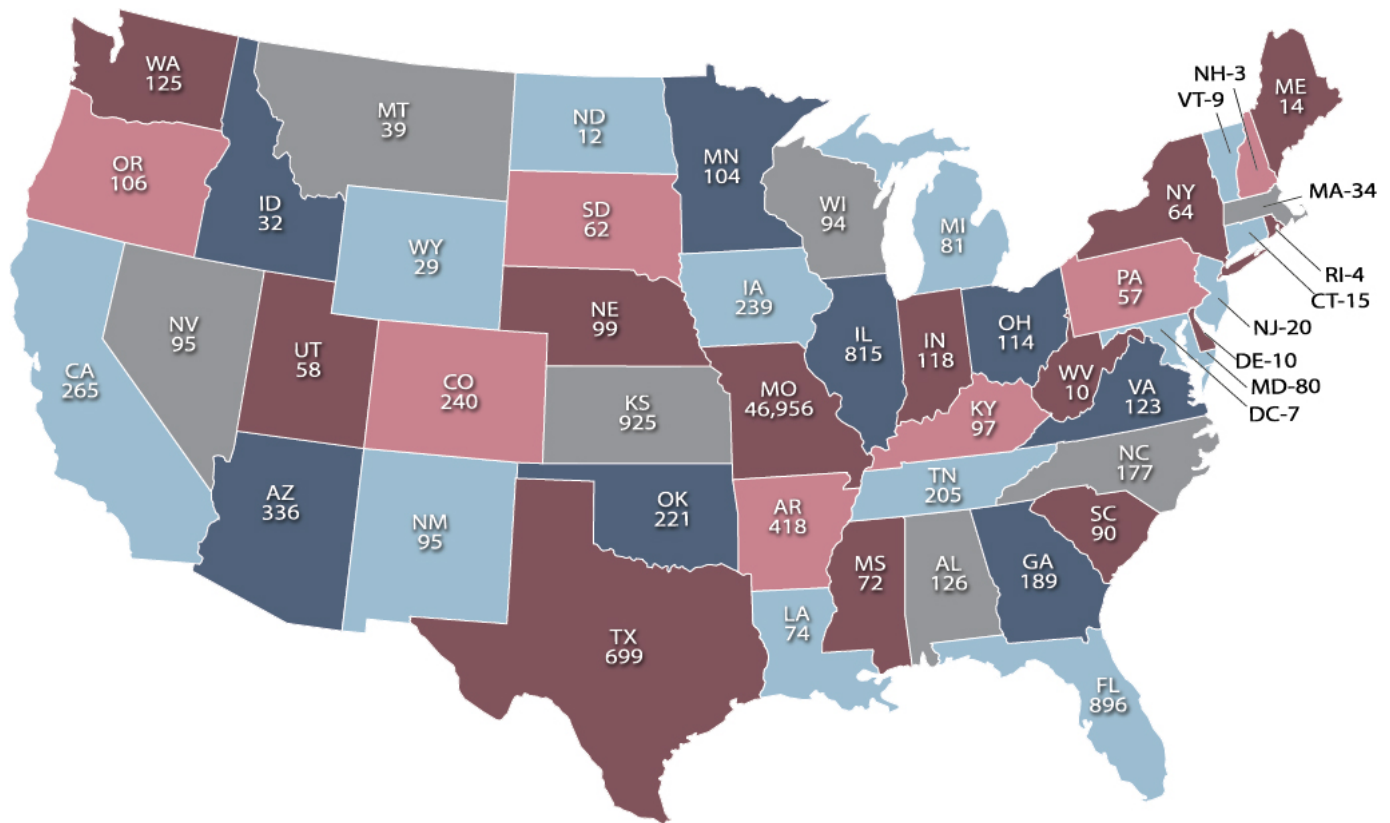 WA
125
OR
106
CA
265
ID
32
NV
95
MT
39
WY
29
UT
58
AZ
336
CO
240
NM
95
ND
12
SD
62
NE
99
KS
925
OK
221
TX
699
MN
104
IA
239
MO
46,956
AR
418
LA
74
WI
94
IL
815
MI
81
IN
118
OH
114
KY
97
TN
205
MS
72
AL
126
GA
189
FL
896
SC
90
NC
177
VA
123
WV
10
PA
57
NY
64
ME
14
NH-3
VT-9
MA-34
RI-4
CT-15
NJ-20
DE-10
MD-80
DC-7